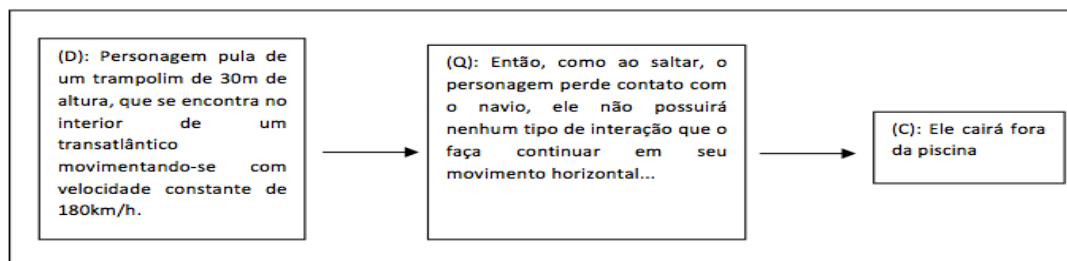 (D): Personagem pula de
um trampolim de 30m de
altura, que se encontra no
interior de um
transatlântico
movimentando-se com
velocidade constante de
180km/h.
(Q): Então, como ao saltar, o
personagem perde contato com
o navio, ele não possuirá
nenhum tipo de interação que o
faça continuar em seu
movimento horizontal...
(C): Ele cairá fora
da piscina